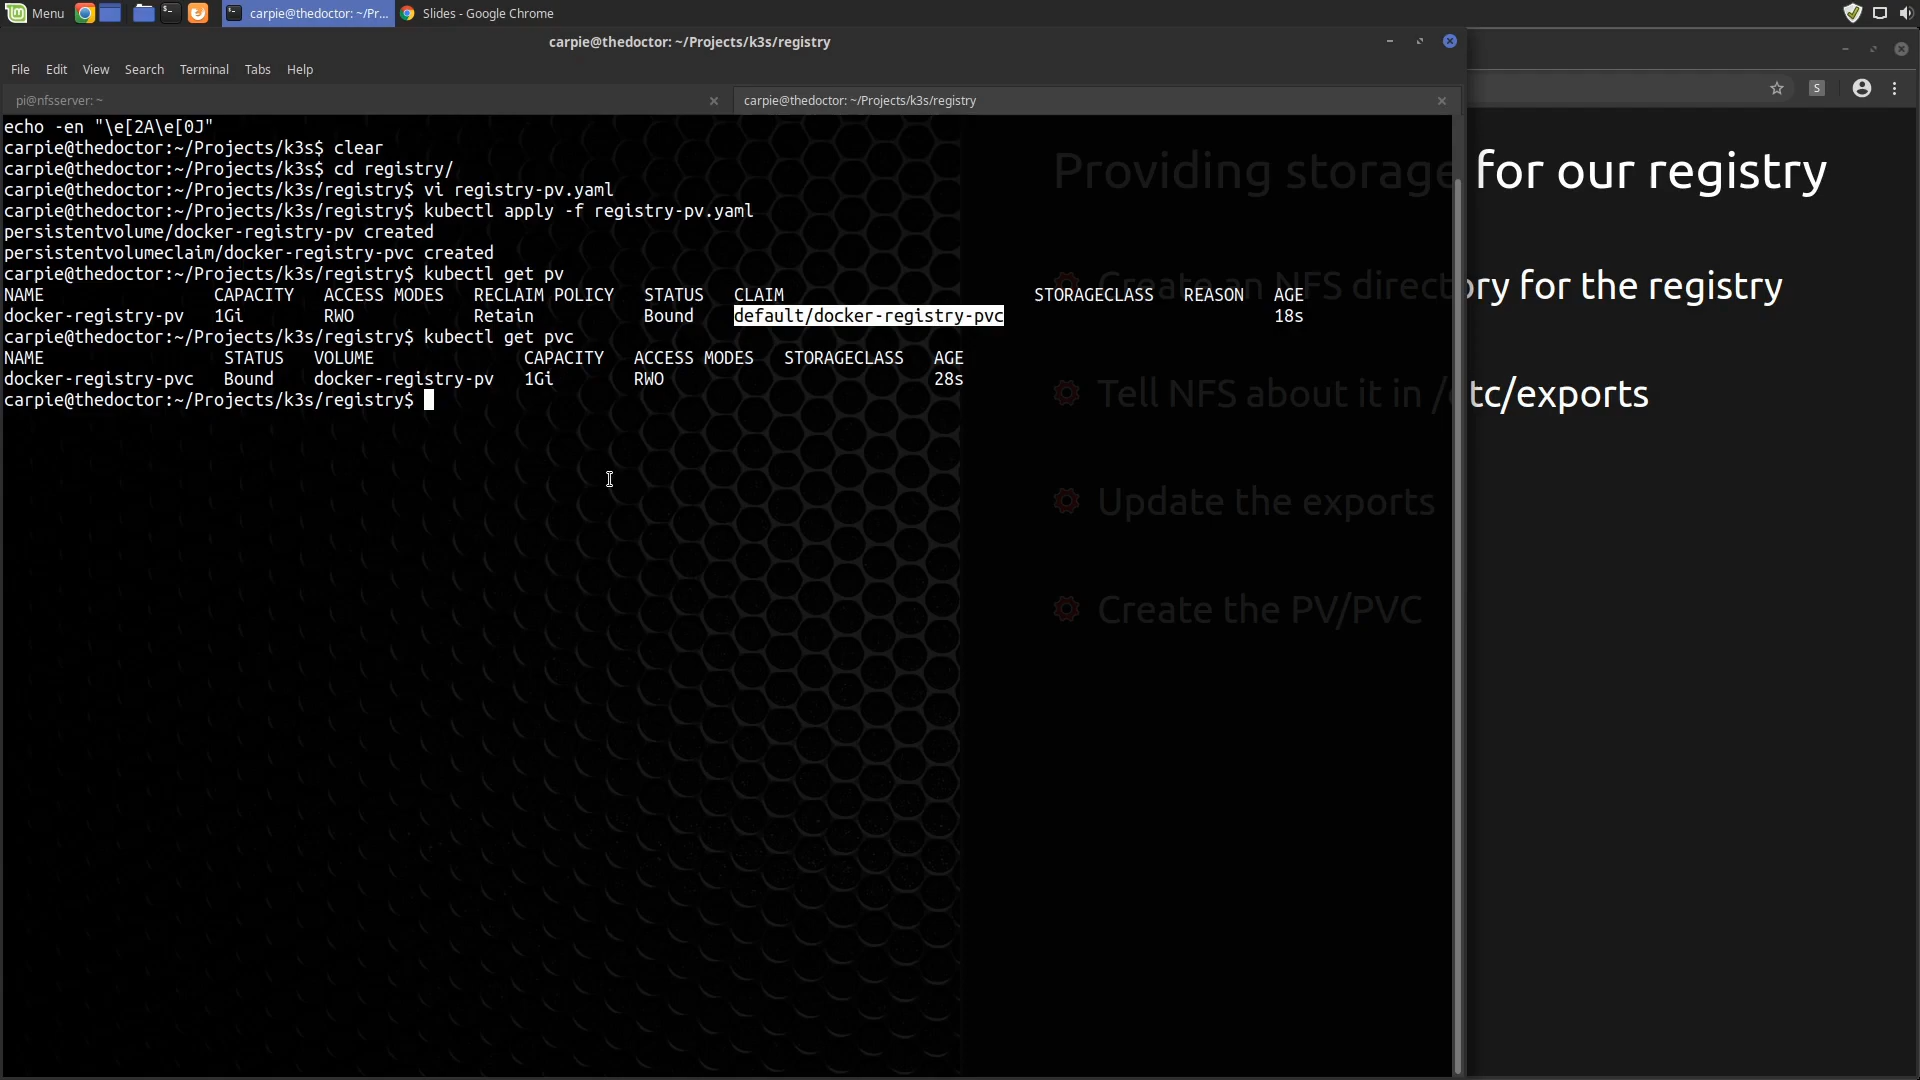 Menu
carpie@thedoctor: ~/Pr...
Slides - Google Chrome
carpie@thedoctor: ~/Projects/k3s/registry
File Edit View Search Terminal Tabs Help
pi@nfsserver: ~
carpie@thedoctor: ~/Projects/k3s/registry
S
echo -en "\e[2A\e[0J"
carpie@thedoctor:~/Projects/k3s$ clear
carpie@thedoctor:~/Projects/k3s$ cd registry/
carpie@thedoctor:~/Projects/k3s/registry$ vi registry-pv.yaml
carpie@thedoctor:~/Projects/k3s/registry$ kubectl apply -f registry-pv.yaml
persistentvolume/docker-registry-pv created
persistentvolumeclaim/docker-registry-pvc created
carpie@thedoctor:~/Projects/k3s/registry$ kubectl get pv
NAME CAPACITY ACCESS MODES RECLAIM POLICY STATUS CLAIM STORAGECLASS REASON AGE
docker-registry-pv 1Gi RWO Retain Bound default/docker-registry-pvc 18s
carpie@thedoctor:~/Projects/k3s/registry$ kubectl get pvc
NAME STATUS VOLUME CAPACITY ACCESS MODES STORAGECLASS AGE
docker-registry-pvc Bound docker-registry-pv 1Gi RWO 28s
carpie@thedoctor:~/Projects/k3s/registry$
Providing storage for our registry
Create an NFS directory for the registry
Tell NFS about it in /etc/exports
Update the exports
Create the PV/PVC